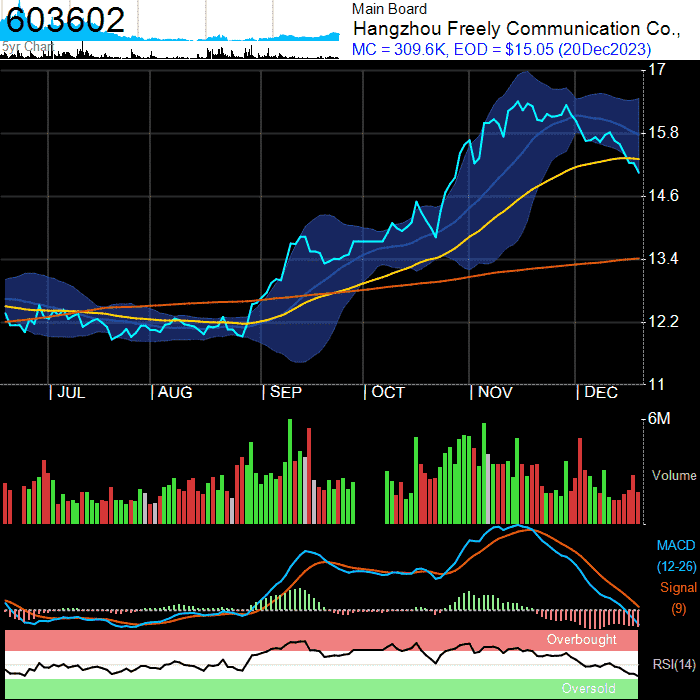 603602
5yr Chart
Main Board
Hangzhou Freely Communication Co.,
MC = 309.6K, EOD = $15.05 (20Dec2023)
17
15.8
14.6
13.4
12.2
11
JUL
AUG
SEP
OCT
NOV
DEC
6M
Volume
MACD
(12-26)
Signal
(9)
Overbought
RSI(14)
Oversold